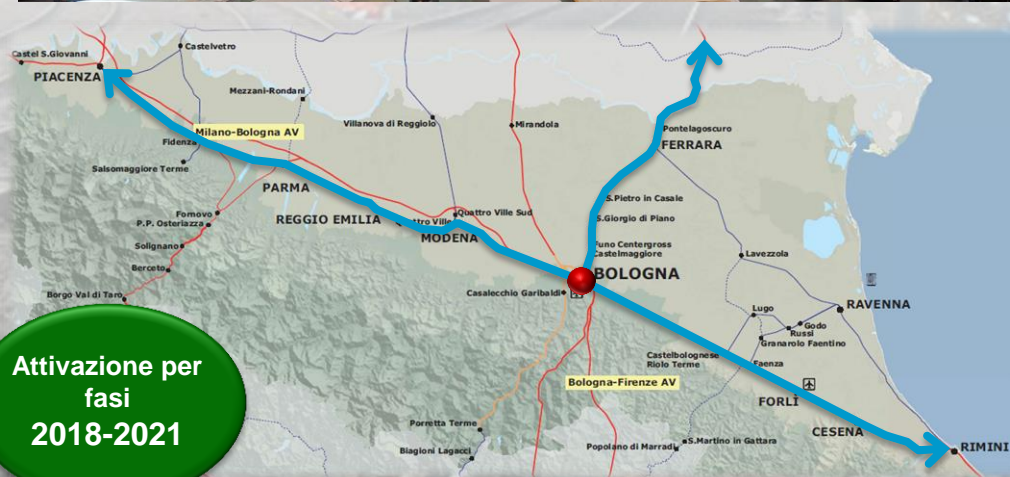 Castel S.Giovanni
Castelvetro
PIACENZA
Mezzani-Rondani
Villanova di Reggiolo
Mirandola
Milano-Bologna AV
Pontelagoscuro
Fidenza
FERRARA
Salsomaggiore Terme
PARMA
S.Pietro in Casale
Fornovo
P.P. Osteriazza
REGGIO EMILIA
Quattro Ville Sud
Ville
S.Giorgio di Piano
Solignano
MODENA
Funo Centergross
Castelmaggiore
Lavezzola
Berceto
BOLOGNA
Borgo Val di Taro
Casalecchio Garibaldi
RAVENNA
Lugo
Godo
Russi
Granarolo Faentino
Castelbolognese
Riolo Terme
Faenza
Bologna-Firenze AV
FORLÌ
Attivazione per
fasi
2018-2021
Porretta Terme
CESENA
S.Martino in Gattara
Popolano di Marradi
RIMINI
Biagioni Lagacci